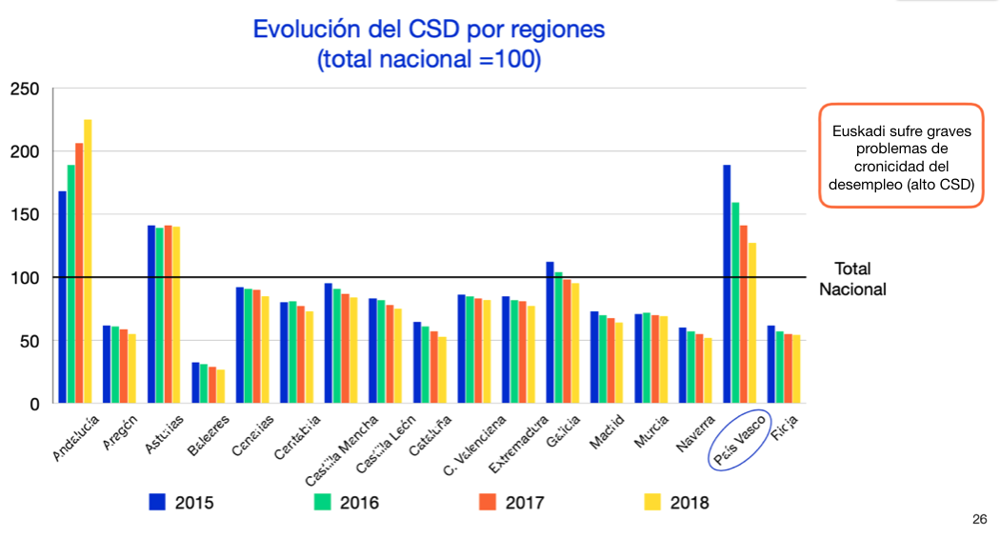 Evolución del CSD por regiones
(total nacional =100)
250
200
150
100
50
0
Euskadi sufre graves
problemas de
cronicidad del
desempleo (alto CSD)
Total
Nacional
Andalucía
Aragón
Asturias
Baleares
Canarias
Cantabria
Castilla Mancha
Castilla León
Cataluña
C. Valenciana
Extremadura
Galicia
Madrid
Murcia
Navarra
País Vasco
Rioja
2015
2016
2017
2018
26